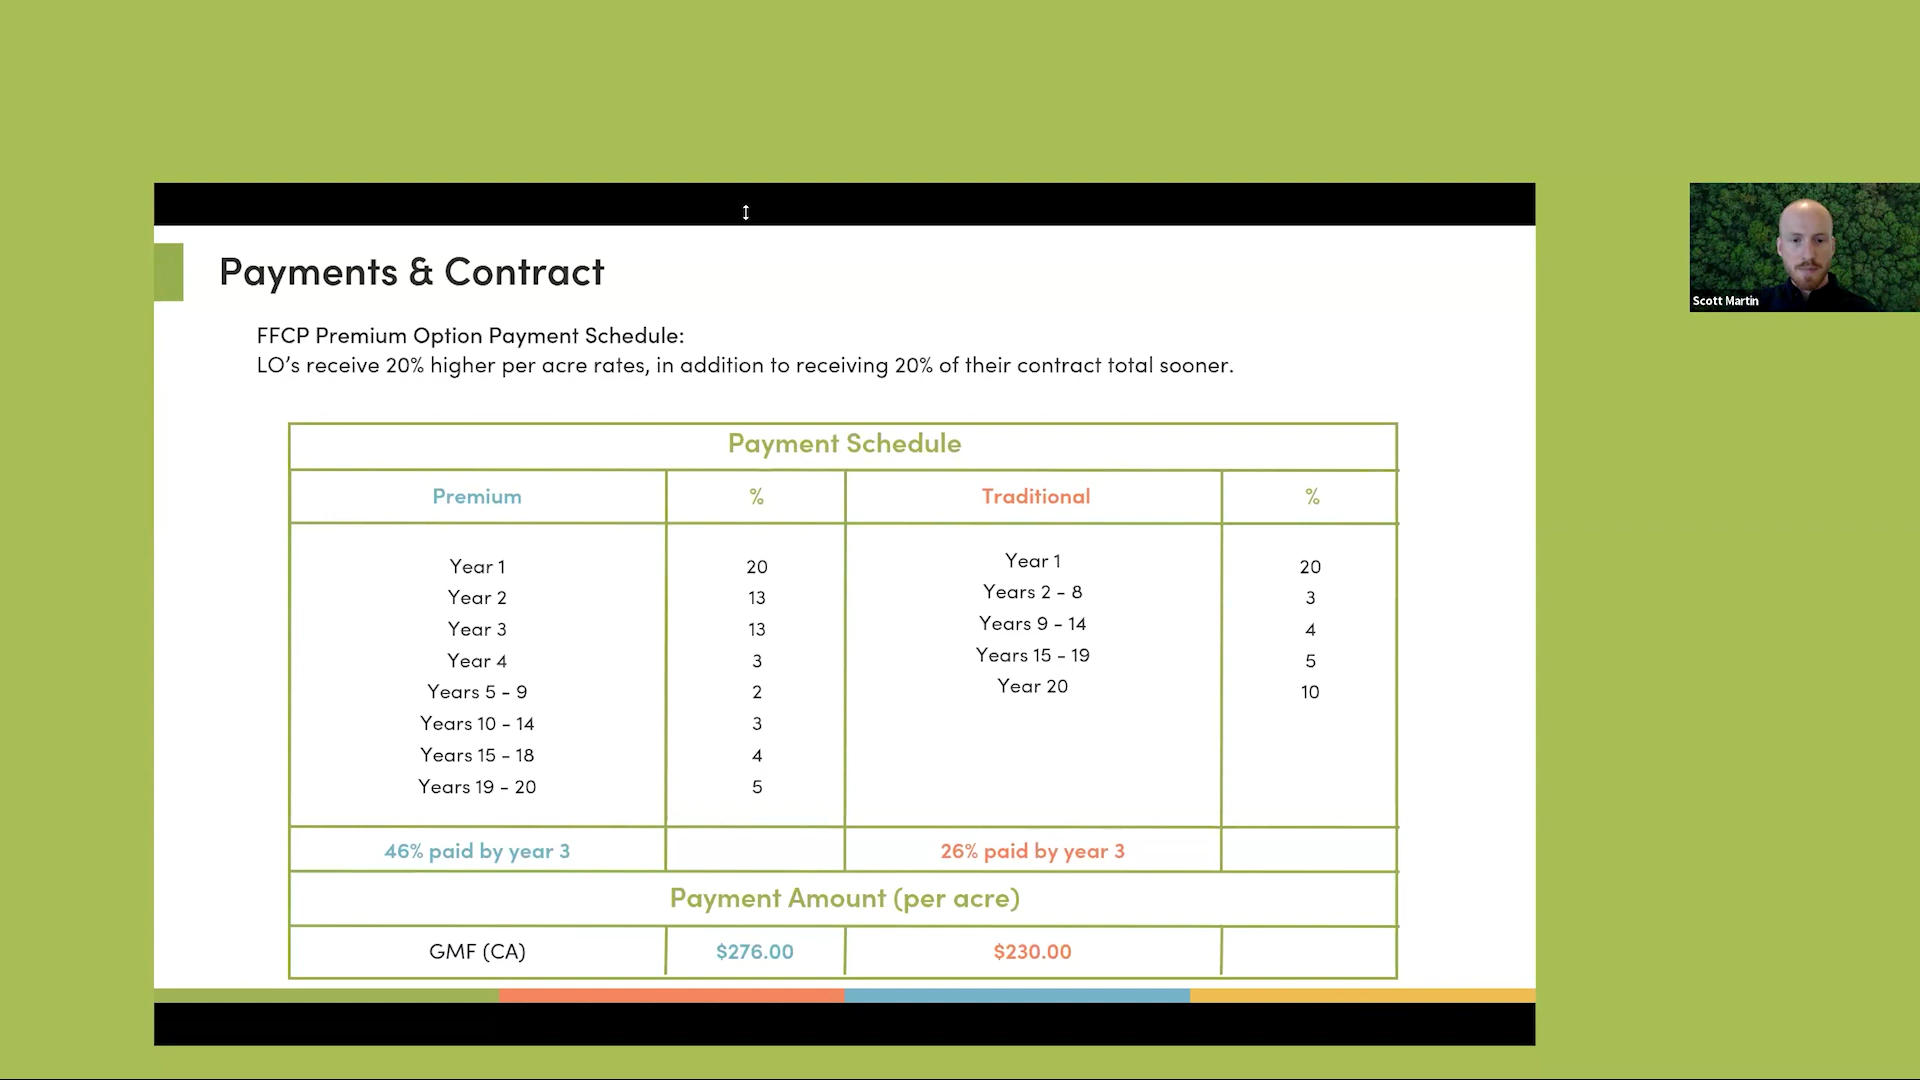 Payments & Contract
FFCP Premium Option Payment Schedule:
LO's receive 20% higher per acre rates, in addition to receiving 20% of their contract total sooner.
Payment Schedule
Premium % Traditional %
Year 1 20 Year 1 20
Year 2 13 Years 2 - 8 3
Year 3 13 Years 9 - 14 4
Year 4 3 Years 15 - 19 5
Years 5 - 9 2 Year 20 10
Years 10 - 14 3
Years 15 - 18 4
Years 19 - 20 5
46% paid by year 3 26% paid by year 3
Payment Amount (per acre)
GMF (CA) $276.00 $230.00
Scott Martin